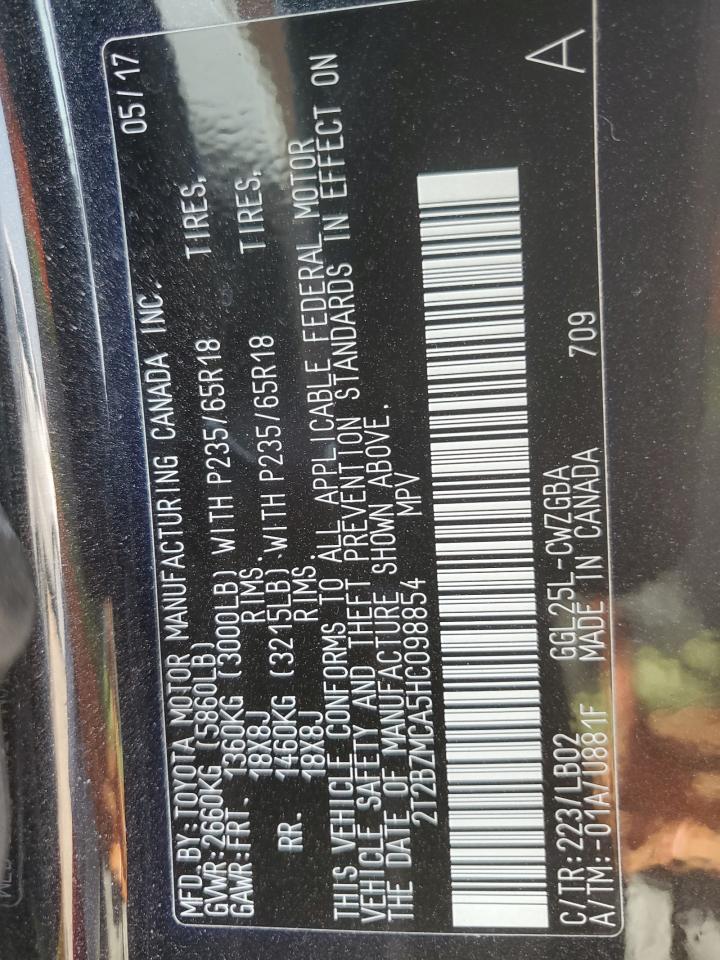 MFD.BY:TOYOTA MOTOR MANUFACTURING CANADA INC. 05/17
GVWR:2660KG (5860LB)
GAWR:FRT. 1360KG (3000LB) WITH P235/65R18 TIRES,
18X8J RIMS.
RR. 1460KG (3215LB) WITH P235/65R18 TIRES,
18X8J RIMS.
THIS VEHICLE CONFORMS TO ALL APPLICABLE FEDERAL MOTOR
VEHICLE SAFETY AND THEFT PREVENTION STANDARDS IN EFFECT ON
THE DATE OF MANUFACTURE SHOWN ABOVE.
2T2BZMCA5HC098854 MPV
C/TR:223/LB02 GGL25L-CWZGBA 709
A/TM:-01A/U881F MADE IN CANADA
A